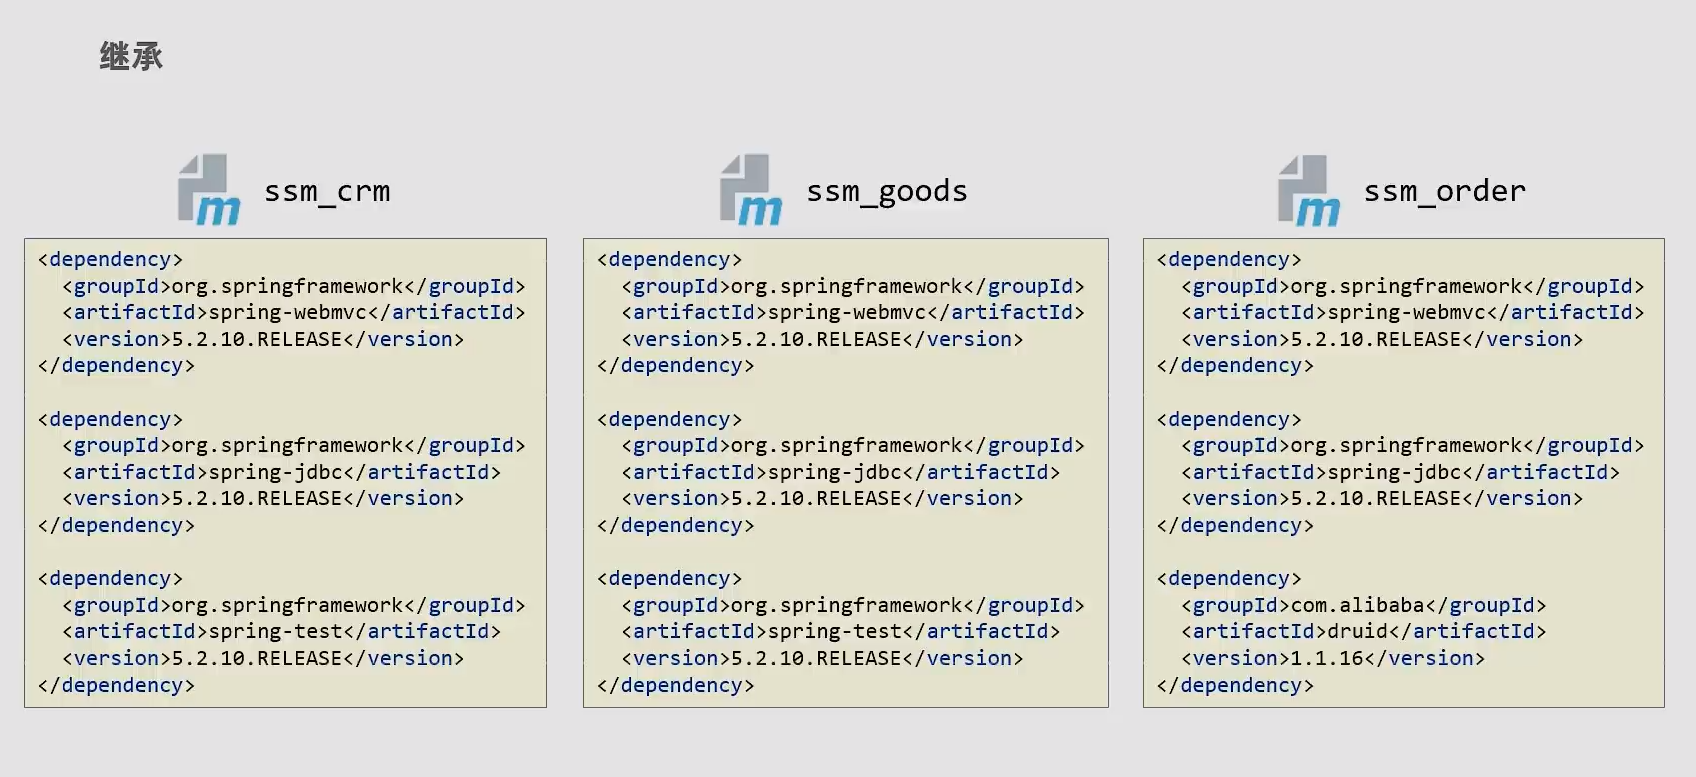 继承
ssm_crm
<dependency>
<groupId>org.springframework</groupId>
<artifactId>spring-webmvc</artifactId>
<version>5.2.10.RELEASE</version>
</dependency>
<dependency>
<groupId>org.springframework</groupId>
<artifactId>spring-jdbc</artifactId>
<version>5.2.10.RELEASE</version>
</dependency>
<dependency>
<groupId>org.springframework</groupId>
<artifactId>spring-test</artifactId>
<version>5.2.10.RELEASE</version>
</dependency>
ssm_goods
<dependency>
<groupId>org.springframework</groupId>
<artifactId>spring-webmvc</artifactId>
<version>5.2.10.RELEASE</version>
</dependency>
<dependency>
<groupId>org.springframework</groupId>
<artifactId>spring-jdbc</artifactId>
<version>5.2.10.RELEASE</version>
</dependency>
<dependency>
<groupId>org.springframework</groupId>
<artifactId>spring-test</artifactId>
<version>5.2.10.RELEASE</version>
</dependency>
ssm_order
<dependency>
<groupId>org.springframework</groupId>
<artifactId>spring-webmvc</artifactId>
<version>5.2.10.RELEASE</version>
</dependency>
<dependency>
<groupId>org.springframework</groupId>
<artifactId>spring-jdbc</artifactId>
<version>5.2.10.RELEASE</version>
</dependency>
<dependency>
<groupId>com.alibaba</groupId>
<artifactId>druid</artifactId>
<version>1.1.16</version>
</dependency>